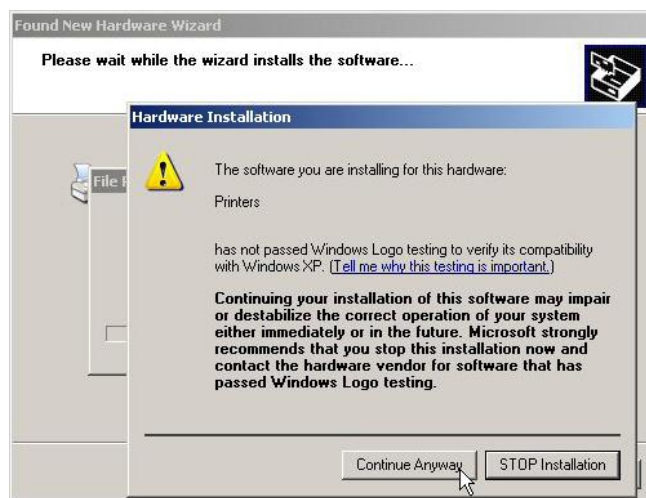 Found New Hardware Wizard
Please wait while the wizard installs the software...
Hardware Installation
File
The software you are installing for this hardware:
Printers
has not passed Windows Logo testing to verify its compatibility
with Windows XP. (Tell me why this testing is important.)
Continuing your installation of this software may impair
or destabilize the correct operation of your system
either immediately or in the future. Microsoft strongly
recommends that you stop this installation now and
contact the hardware vendor for software that has
passed Windows Logo testing.
Continue Anyway
STOP Installation